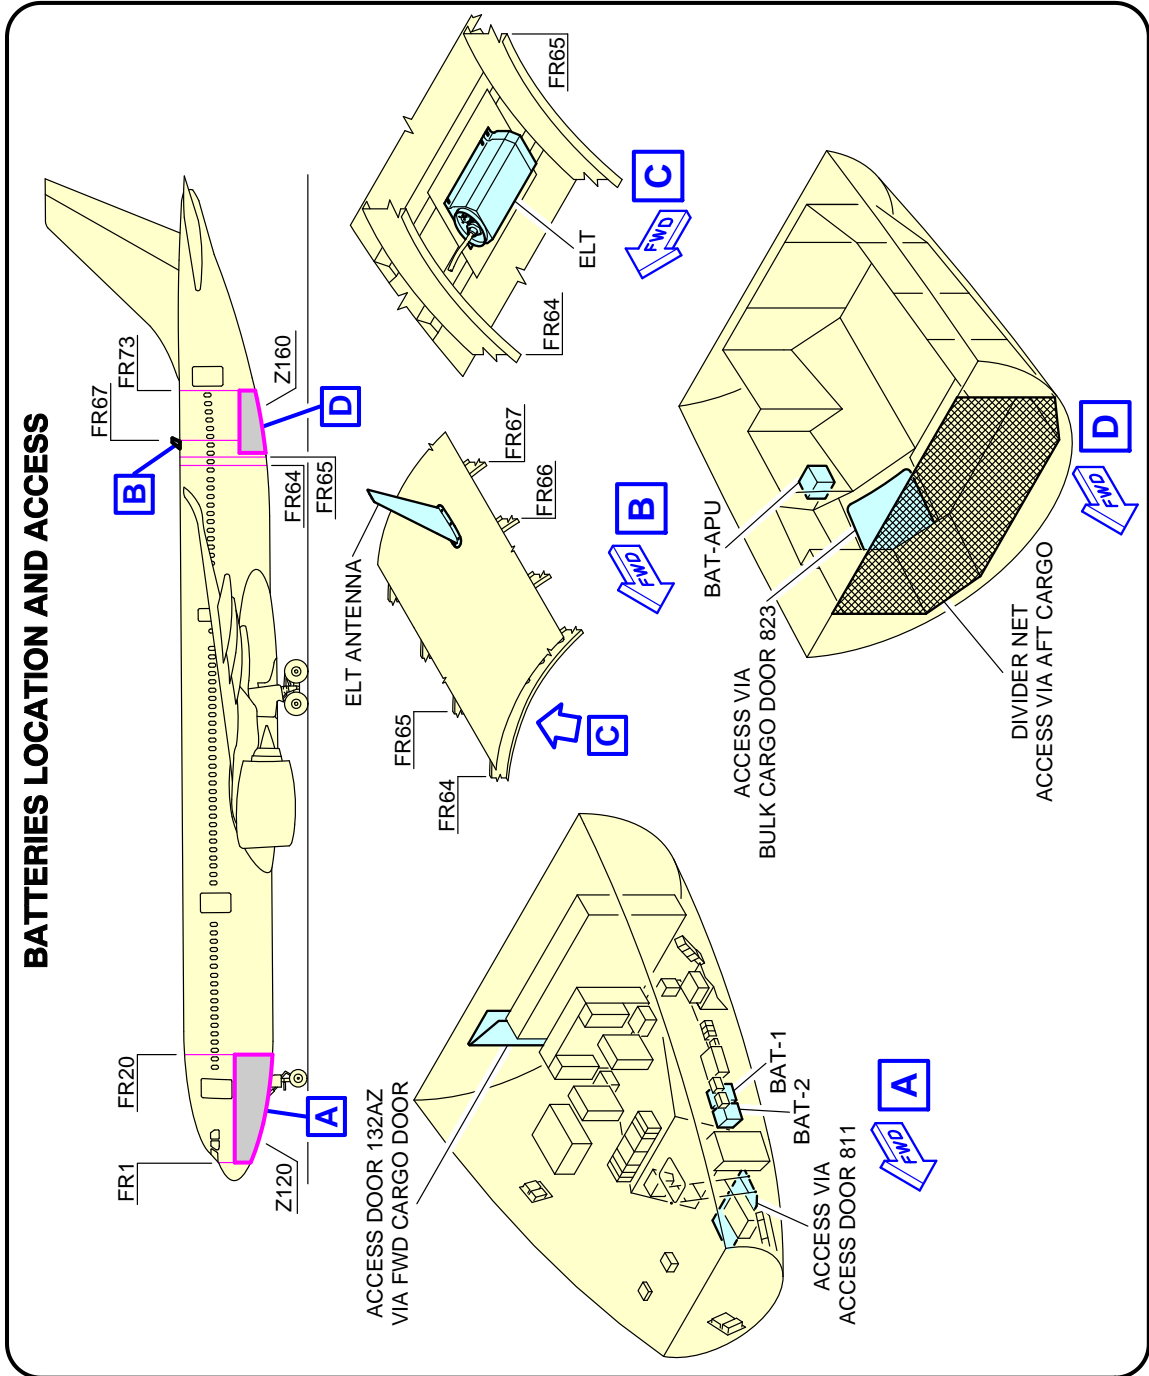 BATTERIES LOCATION AND ACCESS
FR1
FR20
FR67
FR73
B
Z120
A
FR64
FR65
D
Z160
ACCESS DOOR 132AZ
VIA FWD CARGO DOOR
FR64
FR65
ELT ANTENNA
FR66
FR67
C
FWD
B
FR64
ELT
FR65
FWD
C
ACCESS VIA
ACCESS DOOR 811
BAT-2
BAT-1
FWD
A
ACCESS VIA
BULK CARGO DOOR 823
BAT-APU
DIVIDER NET
ACCESS VIA AFT CARGO
FWD
D